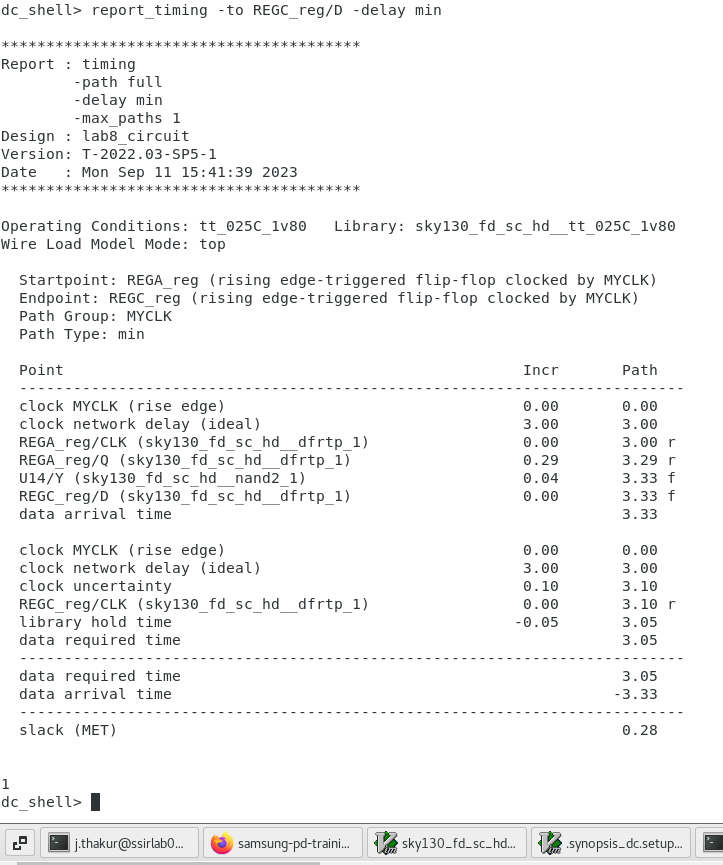 dc_shell> report_timing -to REGC_reg/D -delay min
****************************************
Report : timing
-path full
-delay min
-max_paths 1
Design : lab8_circuit
Version: T-2022.03-SP5-1
Date : Mon Sep 11 15:41:39 2023
****************************************
Operating Conditions: tt_025C_1v80 Library: sky130_fd_sc_hd__tt_025C_1v80
Wire Load Model Mode: top
Startpoint: REGA_reg (rising edge-triggered flip-flop clocked by MYCLK)
Endpoint: REGC_reg (rising edge-triggered flip-flop clocked by MYCLK)
Path Group: MYCLK
Path Type: min
Point Incr Path
--------------------------------------------------------------------------
clock MYCLK (rise edge) 0.00 0.00
clock network delay (ideal) 3.00 3.00
REGA_reg/CLK (sky130_fd_sc_hd__dfrtp_1) 0.00 3.00 r
REGA_reg/Q (sky130_fd_sc_hd__dfrtp_1) 0.29 3.29 r
U14/Y (sky130_fd_sc_hd__nand2_1) 0.04 3.33 f
REGC_reg/D (sky130_fd_sc_hd__dfrtp_1) 0.00 3.33 f
data arrival time 3.33
clock MYCLK (rise edge) 0.00 0.00
clock network delay (ideal) 3.00 3.00
clock uncertainty 0.10 3.10
REGC_reg/CLK (sky130_fd_sc_hd__dfrtp_1) 0.00 3.10 r
library hold time -0.05 3.05
data required time 3.05
--------------------------------------------------------------------------
data required time 3.05
data arrival time -3.33
--------------------------------------------------------------------------
slack (MET) 0.28
1
dc_shell>
j.thakur@ssirlab0... samsung-pd-traini... sky130_fd_sc_hd... .synopsis_dc.setup...